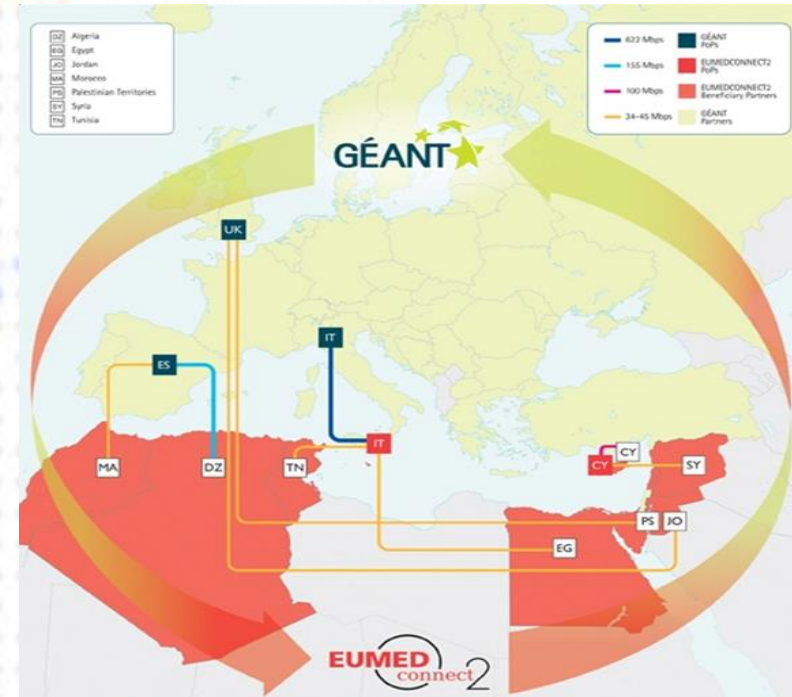 DZ Algeria
EG Egypt
JO Jordan
MA Morocco
PS Palestinian Territories
SY Syria
TN Tunisia
622 Mbps GÉANT PoPs
155 Mbps EUMEDCONNECT2 PoPs
100 Mbps EUMEDCONNECT2 Beneficiary Partners
34-45 Mbps GÉANT Partners
GÉANT
UK
IT
ES
IT
CY
MA
DZ
TN
CY
SY
PS
JO
EG
EUMED
connect2